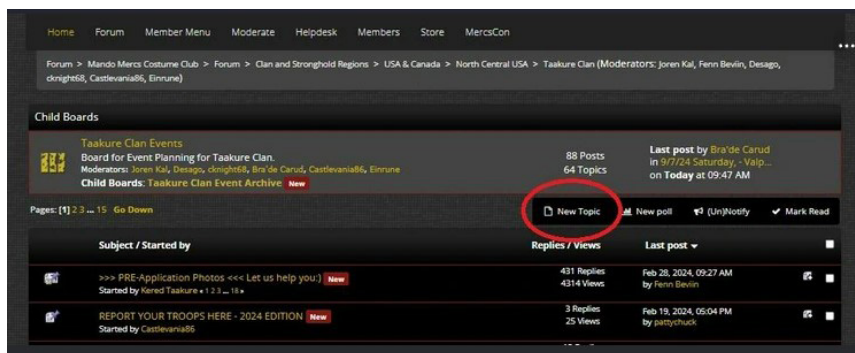 Home Forum Member Menu Moderate Helpdesk Members Store MercsCon
Forum > Mando Mercs Costume Club > Forum > Clan and Stronghold Regions > USA & Canada > North Central USA > Taakure Clan (Moderators: Joren Kal, Fenn Beviin, Desago,
cknight68, Castlevania86, Einrune)
Child Boards
Taakure Clan Events
Board for Event Planning for Taakure Clan.
Moderators: Joren Kal, Desago, cknight68, Bra'de Carud, Castlevania86, Einrune
Child Boards: Taakure Clan Event Archive New
88 Posts
64 Topics
Last post by Bra'de Carud
in 9/7/24 Saturday, - Valp...
on Today at 09:47 AM
Pages: [1] 2 3 ... 15 Go Down
New Topic New poll (Un)Notify Mark Read
Subject / Started by Replies / Views Last post
>>> PRE-Application Photos <<< Let us help you:) New
Started by Kered Taakure « 1 2 3 ... 18 »
431 Replies
4314 Views
Feb 28, 2024, 09:27 AM
by Fenn Beviin
REPORT YOUR TROOPS HERE - 2024 EDITION New
Started by Castlevania86
3 Replies
25 Views
Feb 19, 2024, 05:04 PM
by pattychuck